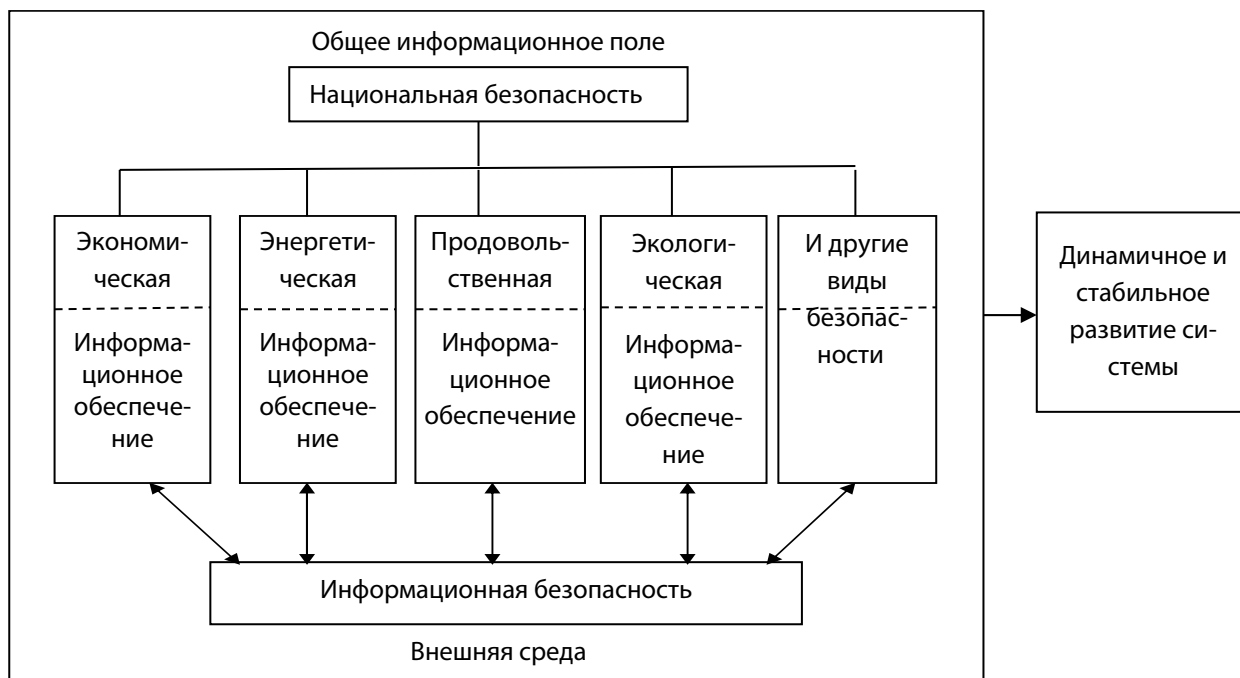 Общее информационное поле
Национальная безопасность
Экономи-
ческая
Информа-
ционное
обеспече-
ние
Энергети-
ческая
Информа-
ционное
обеспече-
ние
Продоволь-
ственная
Информа-
ционное
обеспечение
Экологи-
ческая
Информа-
ционное
обеспече-
ние
И другие
виды
безопас-
ности
Информационная безопасность
Внешняя среда
Динамичное и
стабильное
развитие си-
стемы